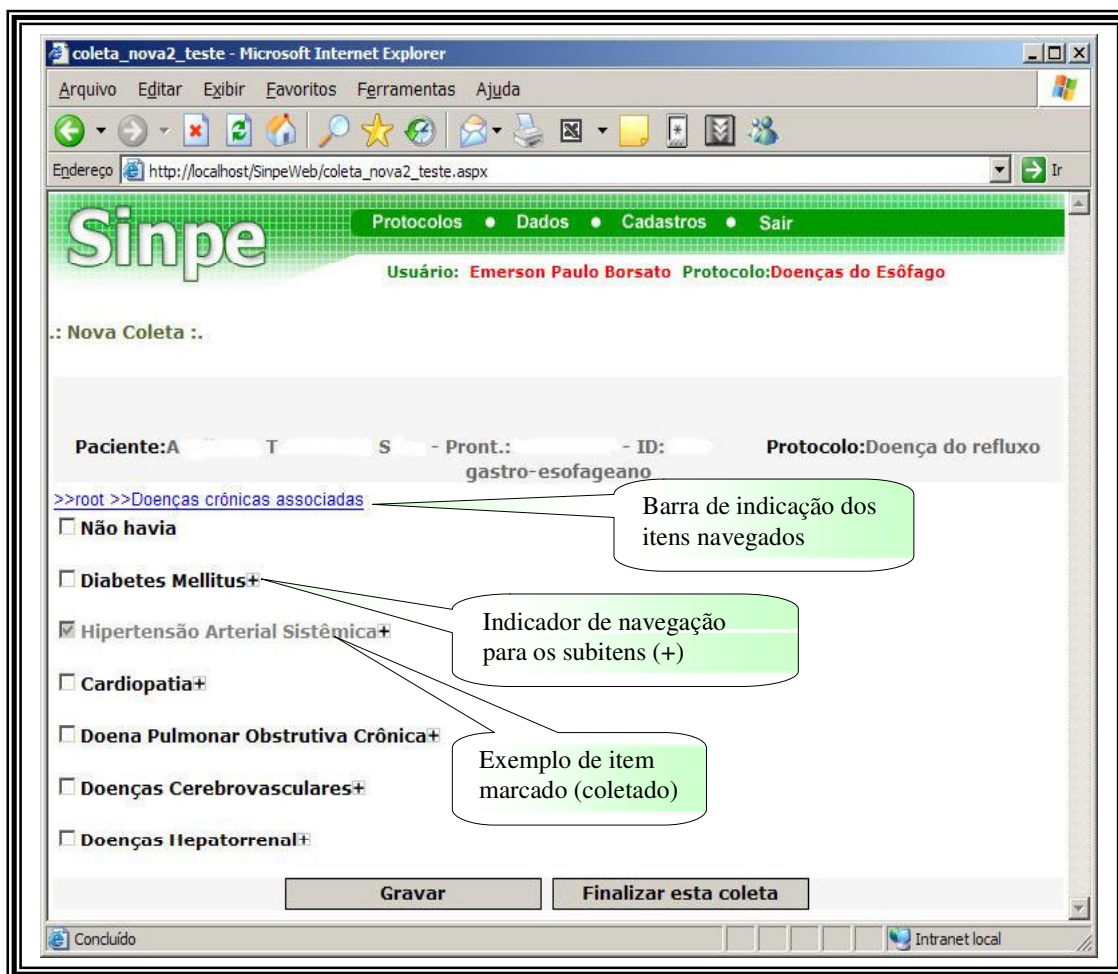 coleta_nova2_teste - Microsoft Internet Explorer
Arquivo Editar Exibir Favoritos Ferramentas Ajuda
Endereço http://localhost/SinpeWeb/coleta_nova2_teste.aspx Ir
Sinpe
Protocolos • Dados • Cadastros • Sair
Usuário: Emerson Paulo Borsato Protocolo:Doenças do Esôfago
.: Nova Coleta :.
Paciente:A T S - Pront.: - ID: Protocolo:Doença do refluxo
gastro-esofageano
>>root >>Doenças crônicas associadas
Barra de indicação dos
itens navegados
Não havia
Diabetes Mellitus+
Indicador de navegação
para os subitens (+)
Hipertensão Arterial Sistêmica+
Cardiopatia+
Doena Pulmonar Obstrutiva Crônica+
Exemplo de item
marcado (coletado)
Doenças Cerebrovasculares+
Doenças Hepatorrenal+
Gravar Finalizar esta coleta
Concluído Intranet local